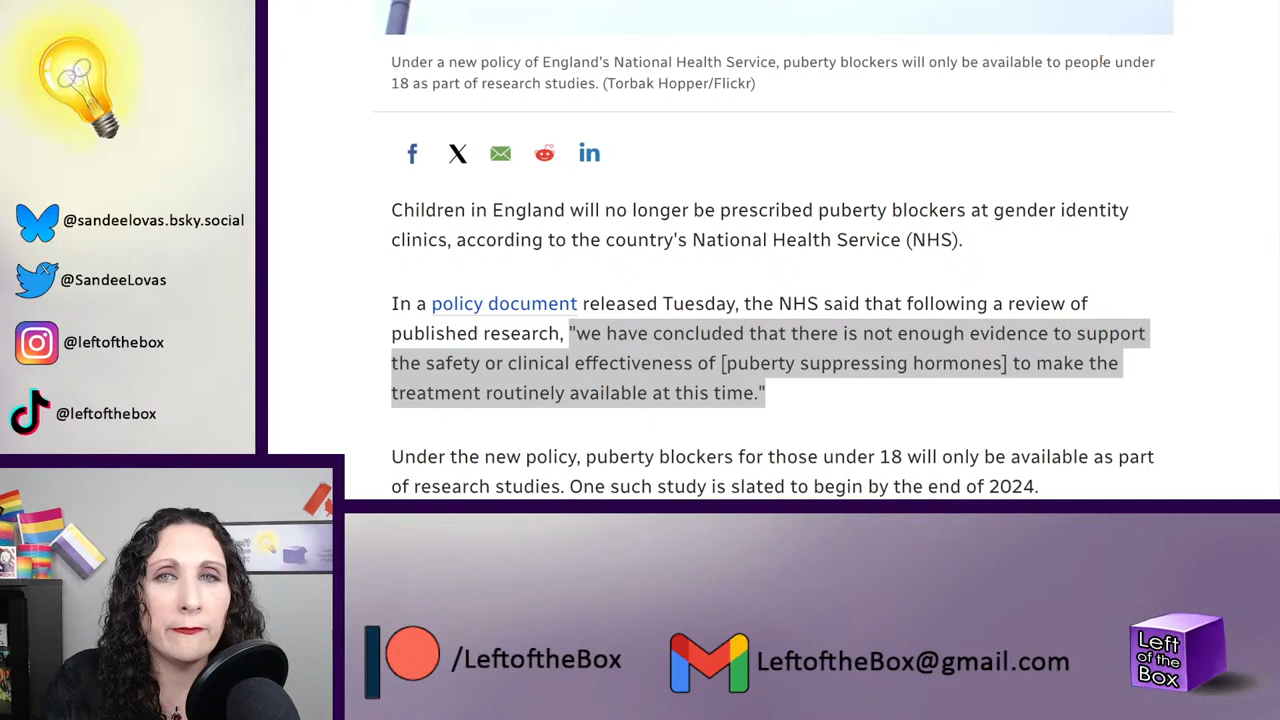 Under a new policy of England's National Health Service, puberty blockers will only be available to people under
18 as part of research studies. (Torbak Hopper/Flickr)
Children in England will no longer be prescribed puberty blockers at gender identity
clinics, according to the country's National Health Service (NHS).
In a policy document released Tuesday, the NHS said that following a review of
published research, "we have concluded that there is not enough evidence to support
the safety or clinical effectiveness of [puberty suppressing hormones] to make the
treatment routinely available at this time."
Under the new policy, puberty blockers for those under 18 will only be available as part
of research studies. One such study is slated to begin by the end of 2024.
@sandeelovas.bsky.social
@SandeeLovas
@leftofthebox
@leftofthebox
/LeftoftheBox
LeftoftheBox@gmail.com
Left
of the
Box